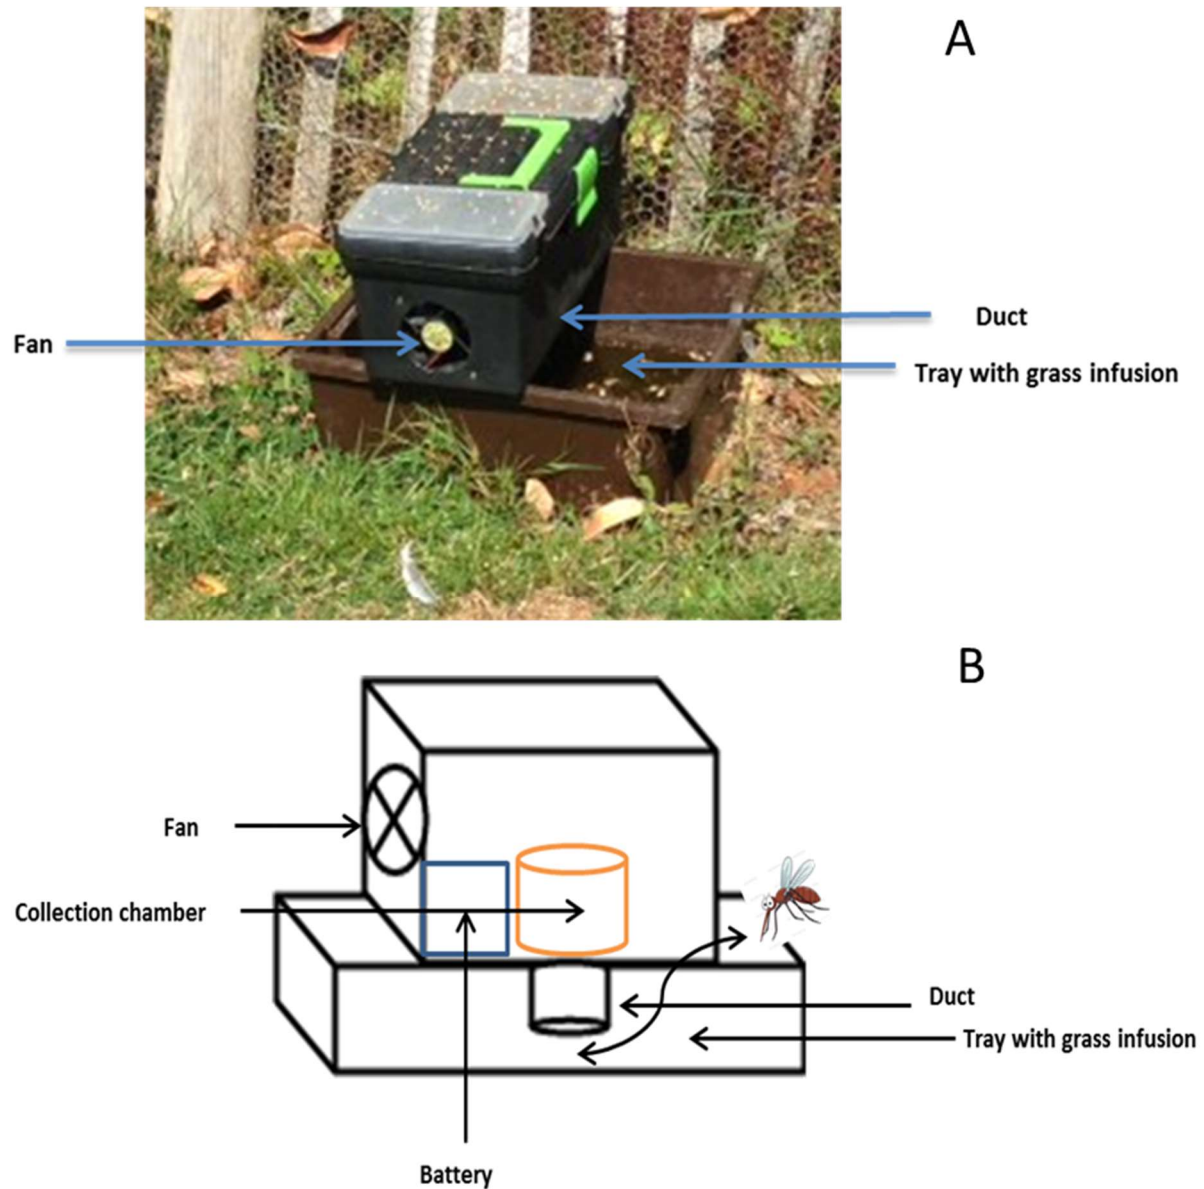 A
Fan
Duct
Tray with grass infusion
B
Fan
Collection chamber
Duct
Tray with grass infusion
Battery